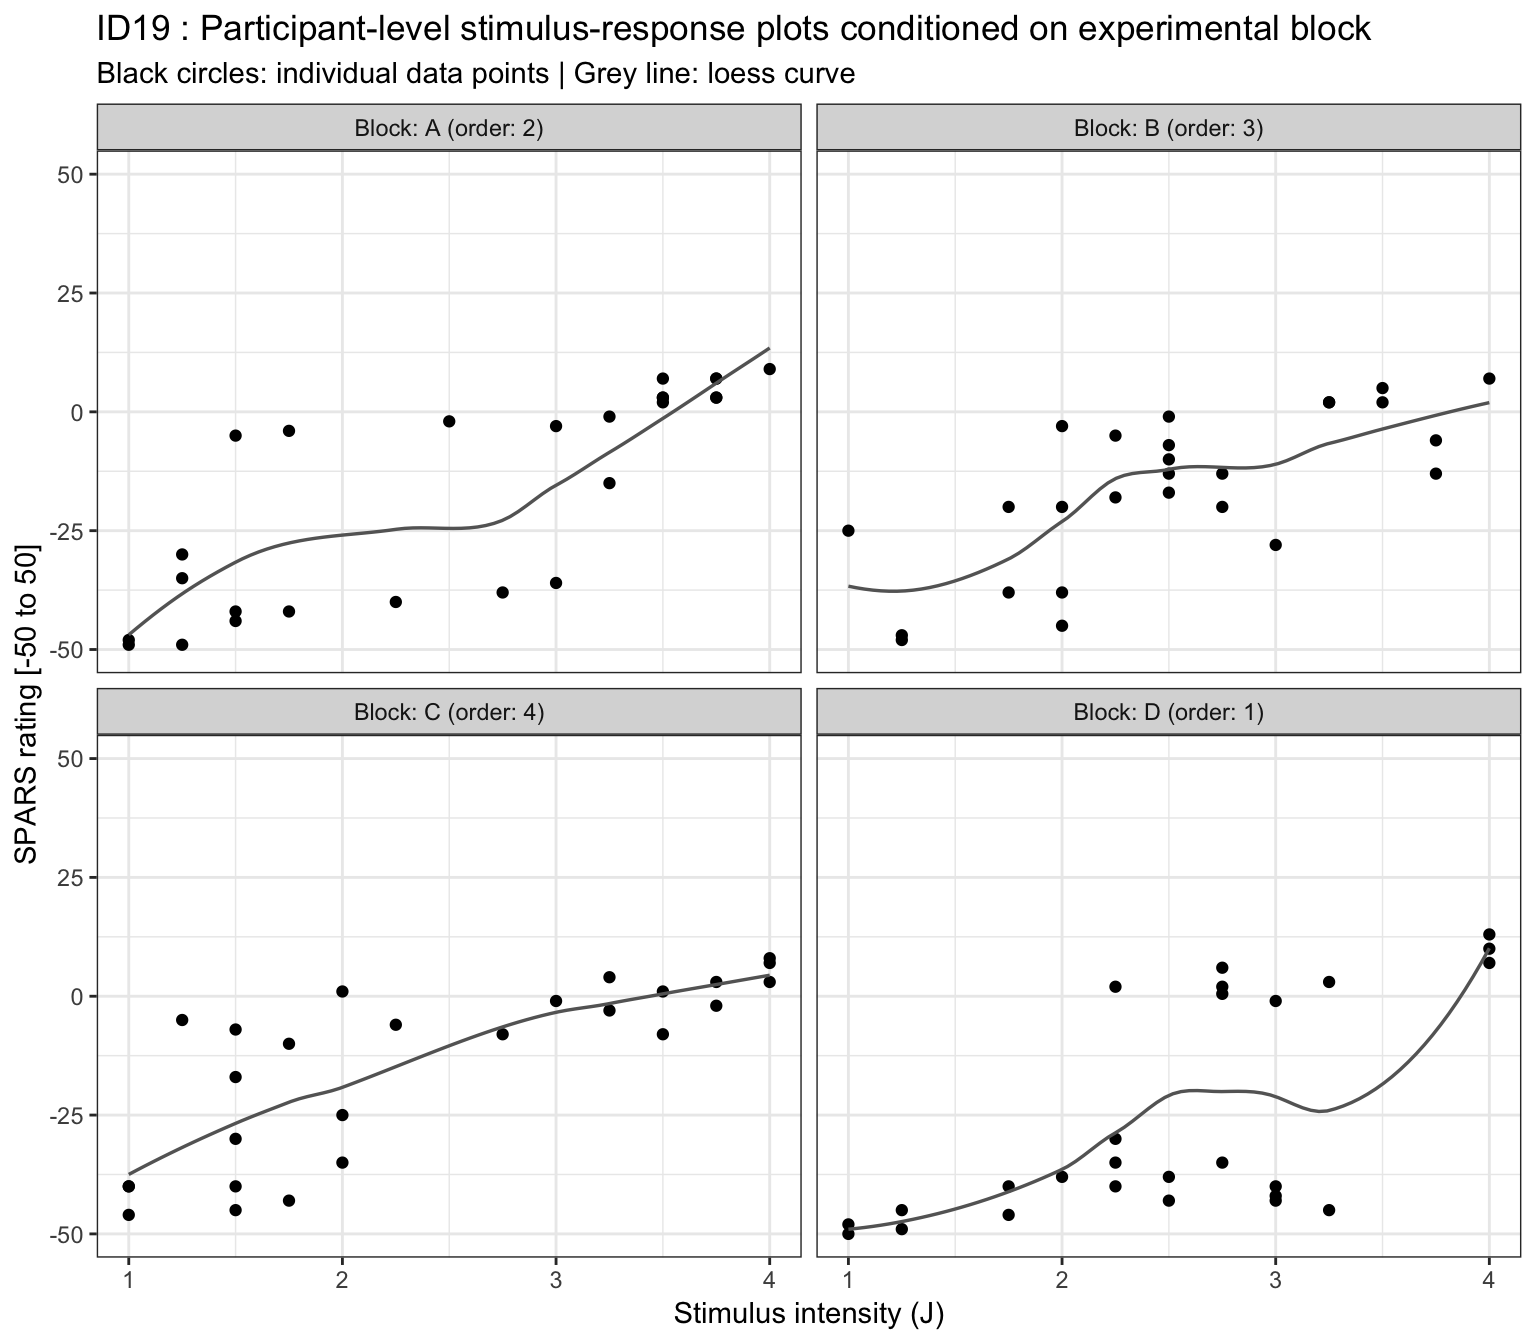 ID19 : Participant-level stimulus-response plots conditioned on experimental block
Black circles: individual data points | Grey line: loess curve
Block: A (order: 2)
Block: B (order: 3)
50
25
0
-25
-50
Block: C (order: 4)
Block: D (order: 1)
50
25
0
-25
-50
SPARS rating [-50 to 50]
1 2 3 4
1 2 3 4
Stimulus intensity (J)